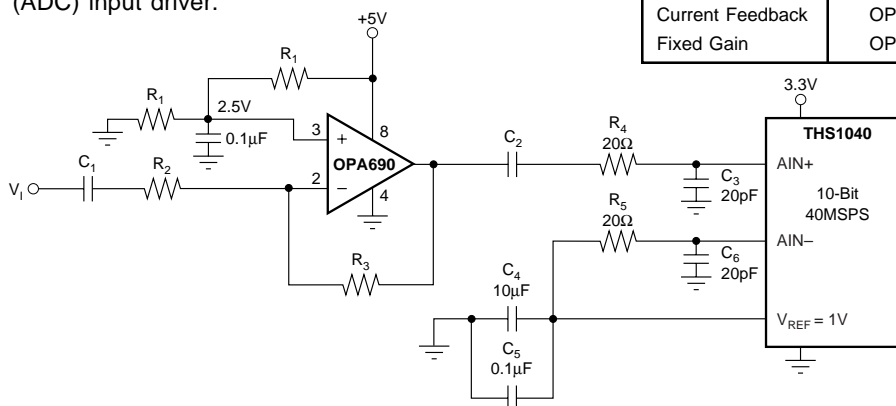 (ADC) input driver.
Current Feedback OP
Fixed Gain OP
+5V
R1
R1
2.5V
0.1µF
3
+
8
OPA690
2
–
4
C1
R2
VI
R3
C2
R4
20Ω
C3
20pF
R5
20Ω
C6
20pF
C4
10µF
C5
0.1µF
3.3V
THS1040
AIN+
10-Bit
40MSPS
AIN–
VREF = 1V